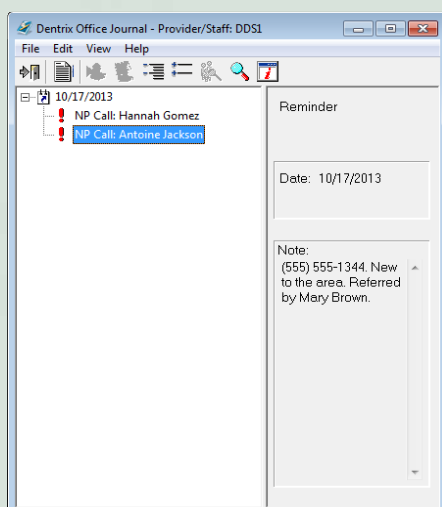 Dentrix Office Journal - Provider/Staff: DDS1
File Edit View Help
10/17/2013
NP Call: Hannah Gomez
NP Call: Antoine Jackson
Reminder
Date: 10/17/2013
Note:
(555) 555-1344. New
to the area. Referred
by Mary Brown.